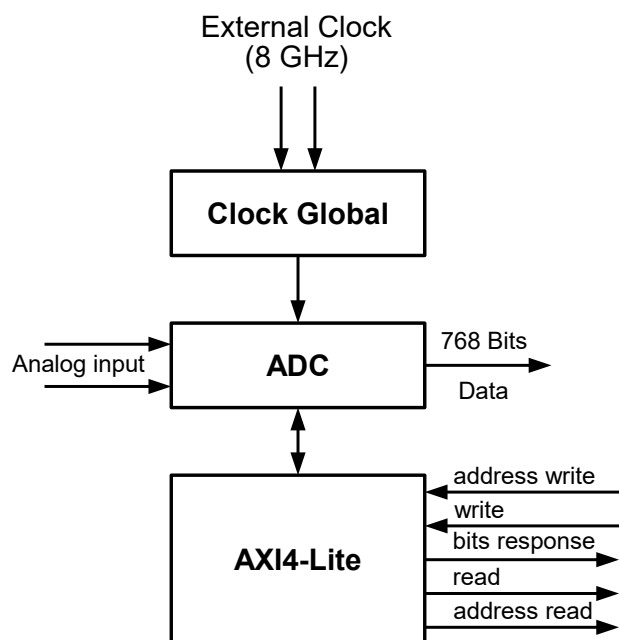 External Clock
(8 GHz)
Clock Global
Analog input
ADC
768 Bits
Data
AXI4-Lite
address write
write
bits response
read
address read